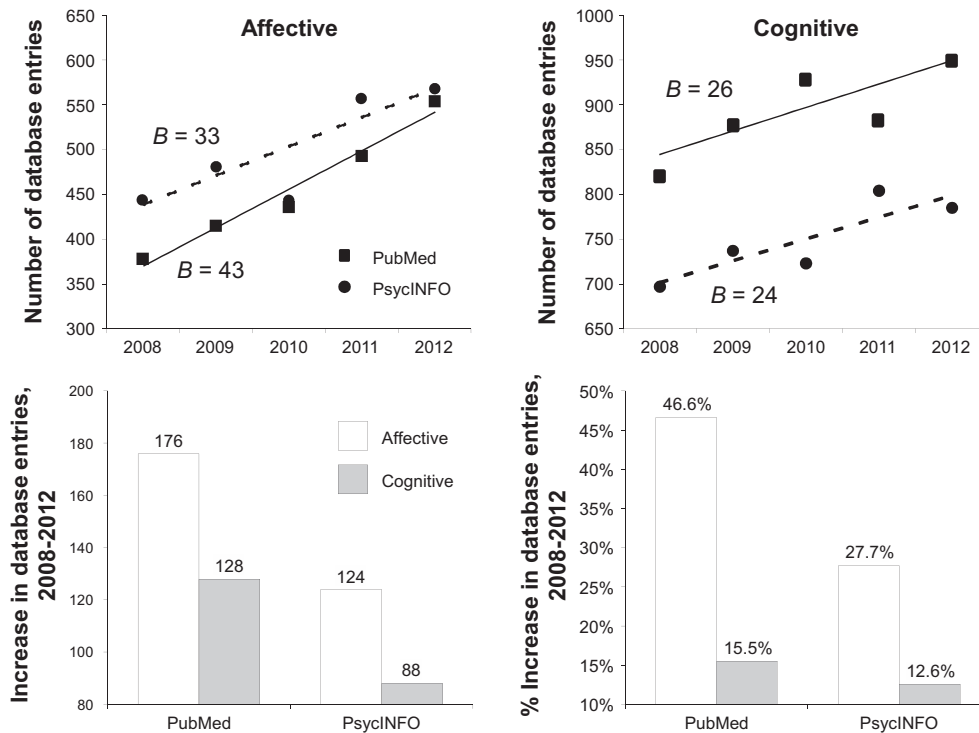 Affective
Number of database entries
650
600
550
500
450
400
350
300
B = 33
B = 43
PubMed
PsycINFO
2008 2009 2010 2011 2012
Cognitive
Number of database entries
1000
950
900
850
800
750
700
650
B = 26
B = 24
2008 2009 2010 2011 2012
Increase in database entries,
2008-2012
200
180
160
140
120
100
80
176
128
124
88
Affective
Cognitive
PubMed PsycINFO
% Increase in database entries,
2008-2012
50%
45%
40%
35%
30%
25%
20%
15%
10%
46.6%
15.5%
27.7%
12.6%
PubMed PsycINFO